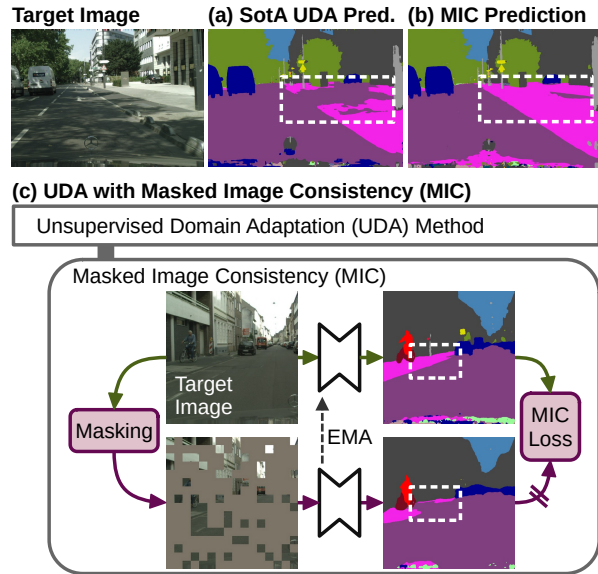 Target Image
(a) SotA UDA Pred.
(b) MIC Prediction
(c) UDA with Masked Image Consistency (MIC)
Unsupervised Domain Adaptation (UDA) Method
Masked Image Consistency (MIC)
Target
Image
Masking
EMA
MIC
Loss